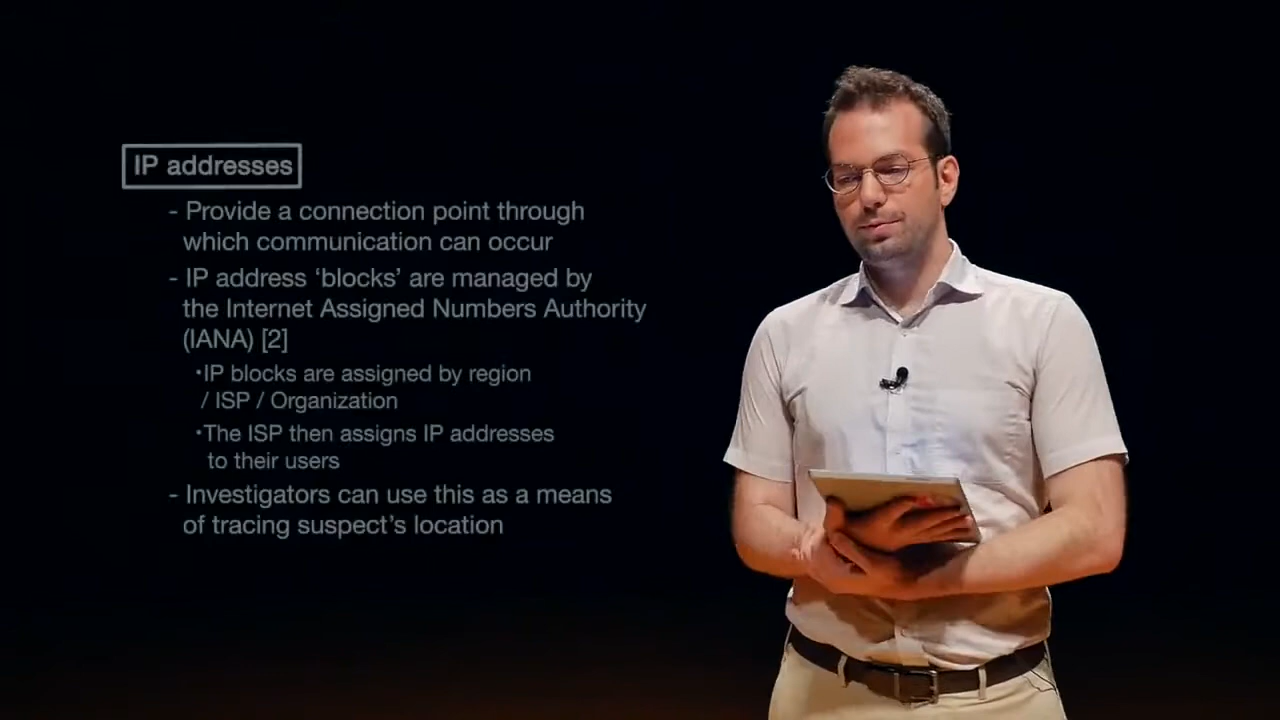 IP addresses
- Provide a connection point through
which communication can occur
- IP address ‘blocks’ are managed by
the Internet Assigned Numbers Authority
(IANA) [2]
•IP blocks are assigned by region
/ ISP / Organization
•The ISP then assigns IP addresses
to their users
- Investigators can use this as a means
of tracing suspect’s location